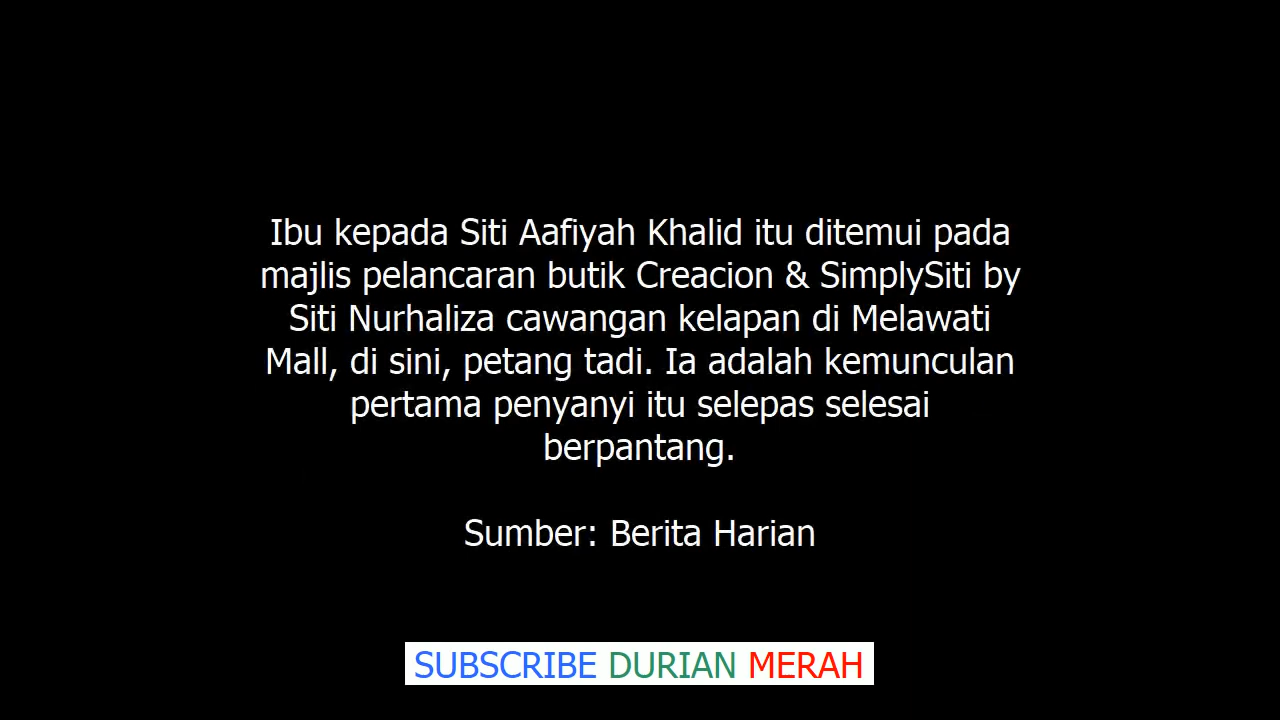 Ibu kepada Siti Aafiyah Khalid itu ditemui pada
majlis pelancaran butik Creacion & SimplySiti by
Siti Nurhaliza cawangan kelapan di Melawati
Mall, di sini, petang tadi. Ia adalah kemunculan
pertama penyanyi itu selepas selesai
berpantang.
Sumber: Berita Harian
SUBSCRIBE DURIAN MERAH